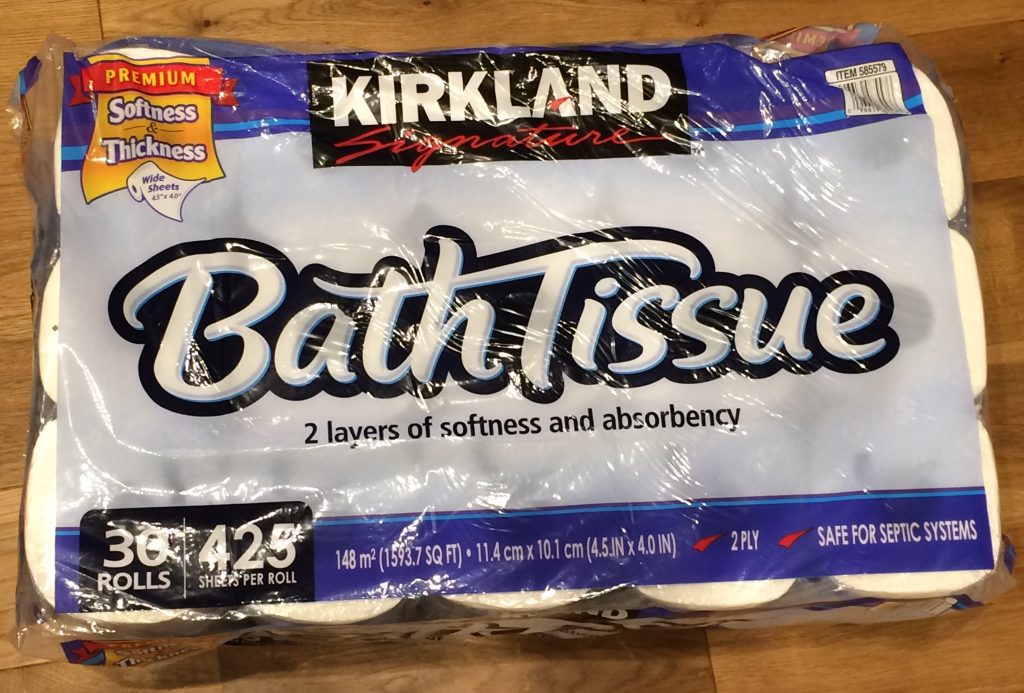 PREMIUM
Softness
&
Thickness
Wide
Sheets
4.5" x 4.0"
KIRKLAND
Signature
ITEM 585579
Bath Tissue
2 layers of softness and absorbency
30
ROLLS
425
SHEETS PER ROLL
148 m² (1593.7 SQ FT) • 11.4 cm x 10.1 cm (4.5.IN x 4.0 IN)
2 PLY
SAFE FOR SEPTIC SYSTEMS
KIRKLAND